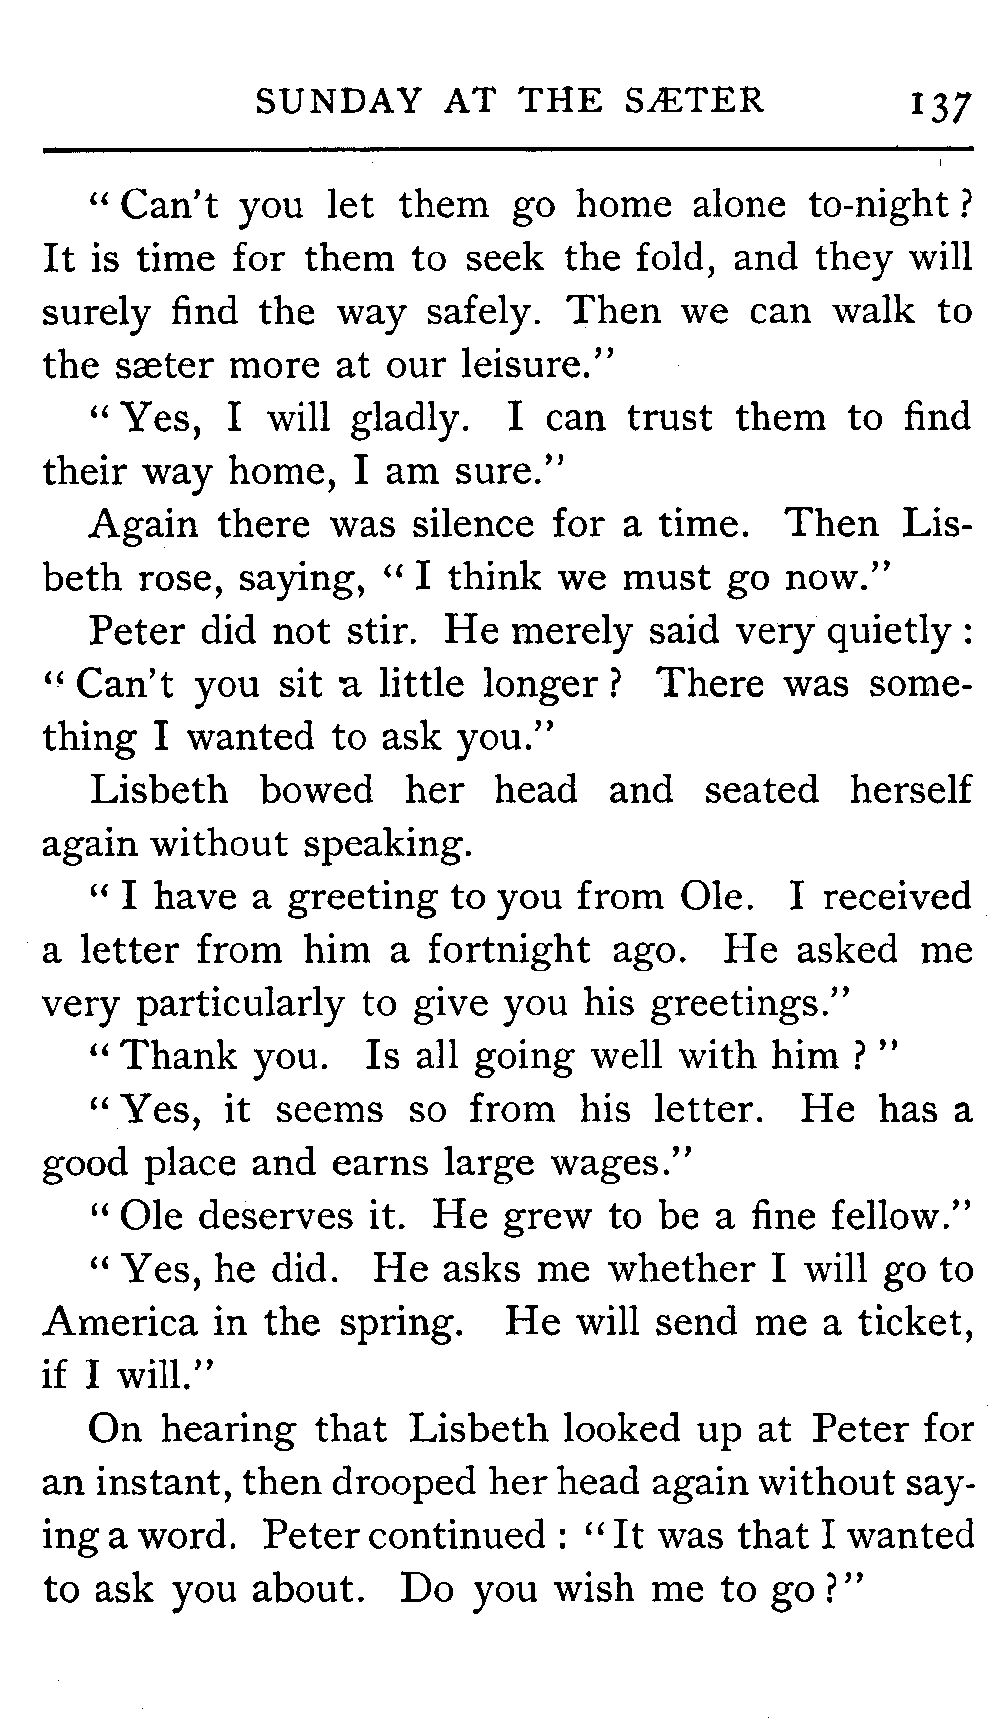 SUNDAY AT THE SÆTER 137
“Can’t you let them go home alone to-night?
It is time for them to seek the fold, and they will
surely find the way safely. Then we can walk to
the sæter more at our leisure.”
“Yes, I will gladly. I can trust them to find
their way home, I am sure.”
Again there was silence for a time. Then Lis-
beth rose, saying, “I think we must go now.”
Peter did not stir. He merely said very quietly:
“Can’t you sit a little longer? There was some-
thing I wanted to ask you.”
Lisbeth bowed her head and seated herself
again without speaking.
“I have a greeting to you from Ole. I received
a letter from him a fortnight ago. He asked me
very particularly to give you his greetings.”
“Thank you. Is all going well with him?”
“Yes, it seems so from his letter. He has a
good place and earns large wages.”
“Ole deserves it. He grew to be a fine fellow.”
“Yes, he did. He asks me whether I will go to
America in the spring. He will send me a ticket,
if I will.”
On hearing that Lisbeth looked up at Peter for
an instant, then drooped her head again without say-
ing a word. Peter continued: “It was that I wanted
to ask you about. Do you wish me to go?”